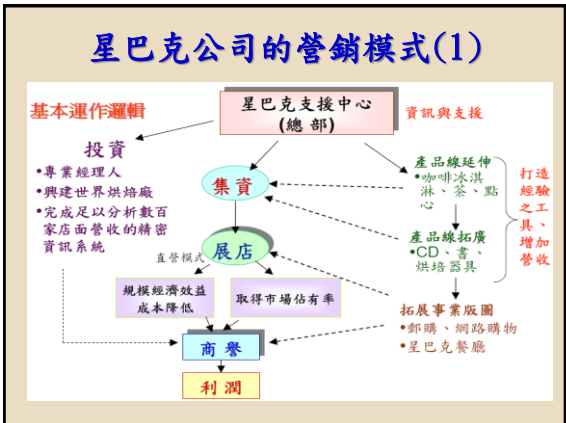 星巴克公司的營銷模式(1)
基本運作邏輯
星巴克支援中心
(總部)
資訊與支援
投資
•專業經理人
•興建世界烘焙廠
•完成足以分析數百
家店面營收的精密
資訊系統
集資
直營模式
展店
規模經濟效益
成本降低
取得市場佔有率
商譽
利潤
產品線延伸
•咖啡冰淇
淋、茶、點
心
產品線拓廣
•CD、書、
烘培器具
拓展事業版圖
•郵購、網路購物
•星巴克餐廳
打造
經驗
之工
具、
增加
營收